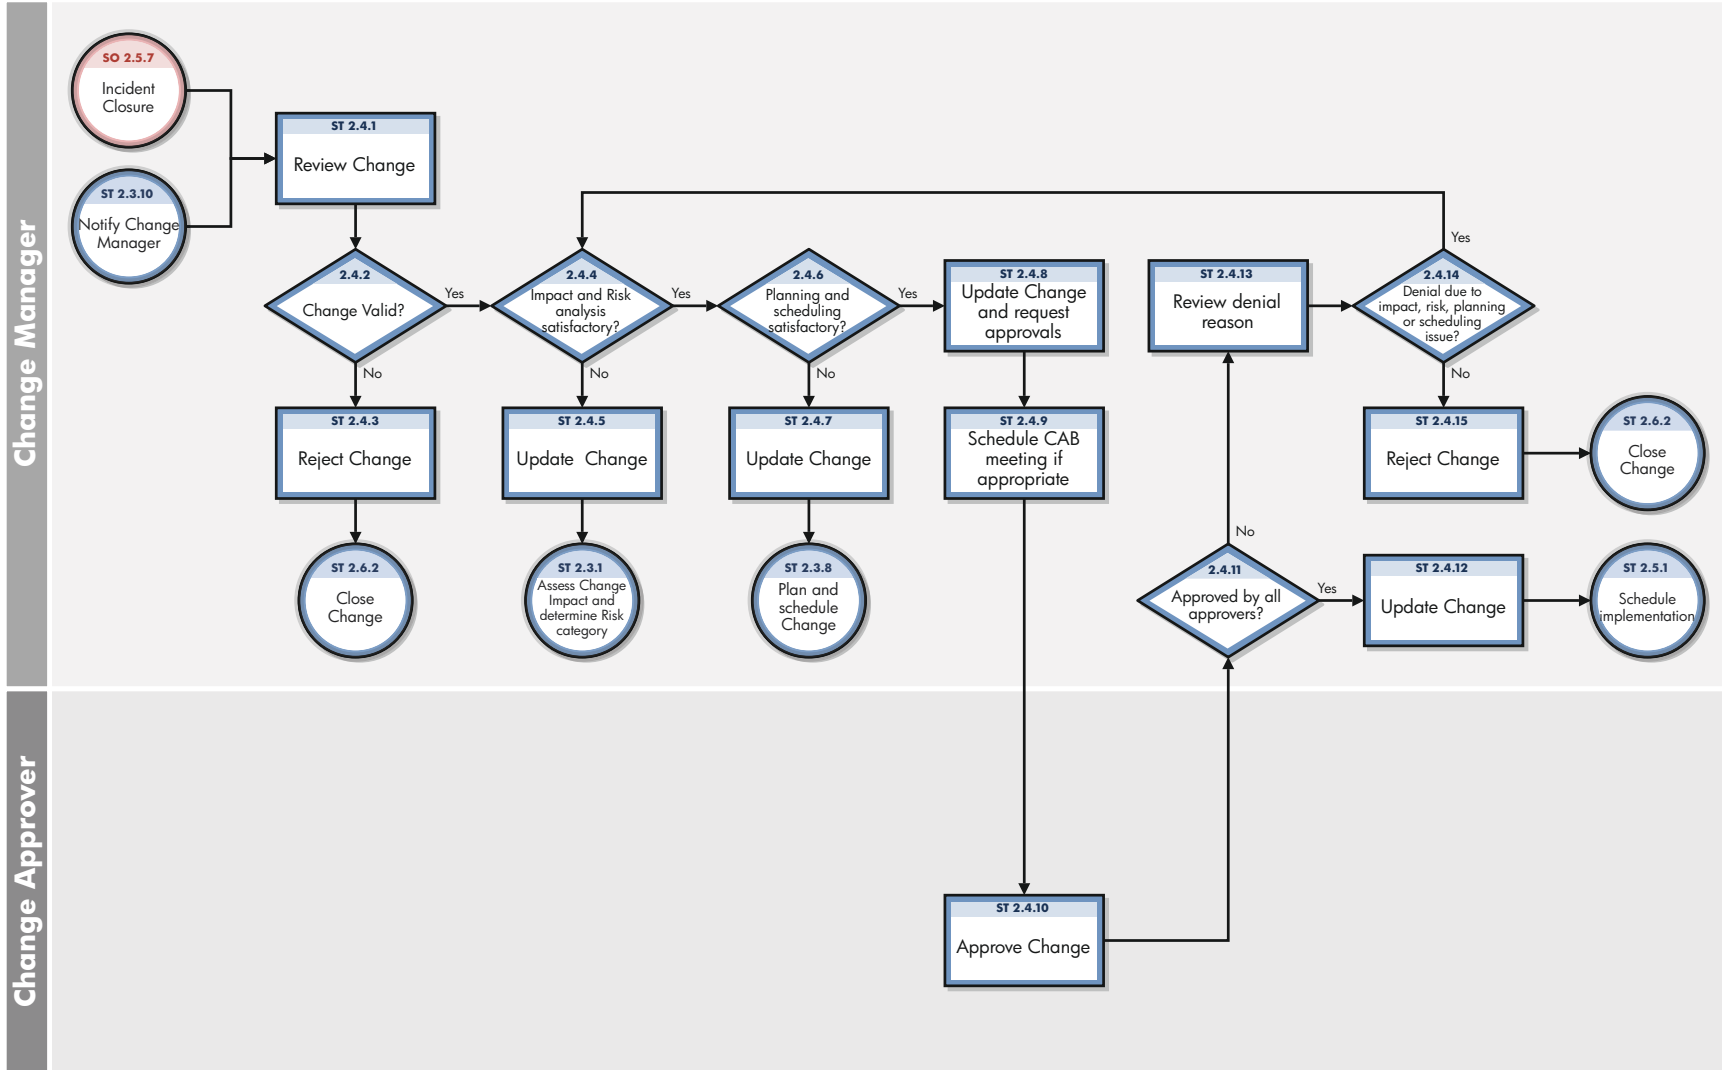 Change Manager
SO 2.5.7
Incident
Closure
ST 2.3.10
Notify Change
Manager
ST 2.4.1
Review Change
2.4.2
Change Valid?
Yes
No
ST 2.4.3
Reject Change
ST 2.6.2
Close
Change
2.4.4
Impact and Risk
analysis
satisfactory?
Yes
No
ST 2.4.5
Update  Change
ST 2.3.1
Assess Change
Impact and
determine Risk
category
2.4.6
Planning and
scheduling
satisfactory?
Yes
No
ST 2.4.7
Update Change
ST 2.3.8
Plan and
schedule
Change
ST 2.4.8
Update Change
and request
approvals
ST 2.4.9
Schedule CAB
meeting if
appropriate
ST 2.4.13
Review denial
reason
2.4.14
Denial due to
impact, risk, planning
or scheduling
issue?
Yes
No
ST 2.4.15
Reject Change
ST 2.6.2
Close
Change
No
2.4.11
Approved by all
approvers?
Yes
ST 2.4.12
Update Change
ST 2.5.1
Schedule
implementation
Change Approver
ST 2.4.10
Approve Change